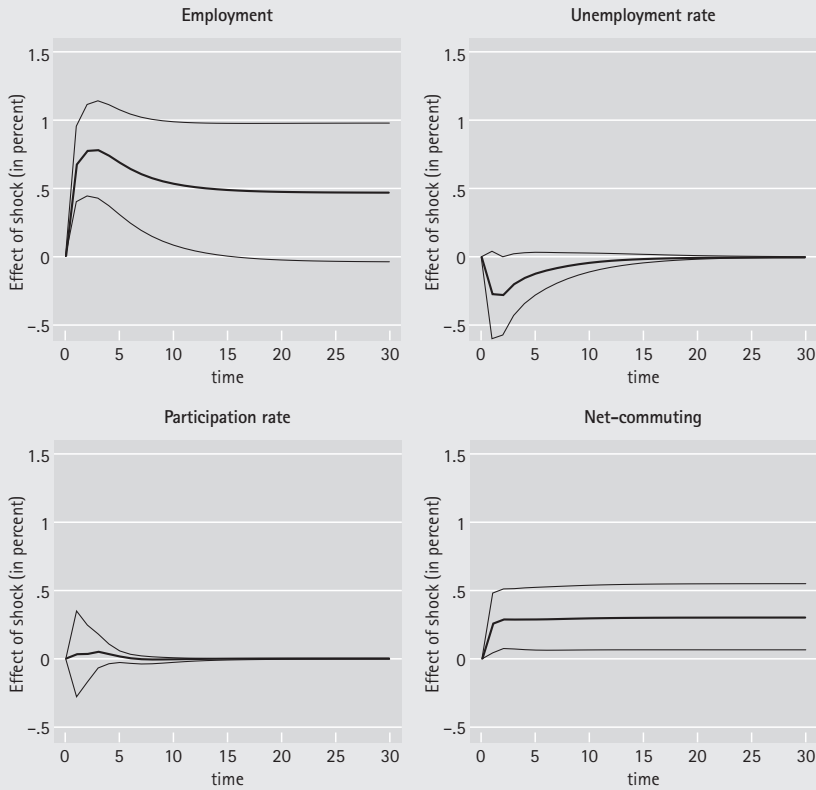 Employment
Effect of shock (in percent)
1.5
1
.5
0
–.5
0 5 10 15 20 25 30
time
Unemployment rate
Effect of shock (in percent)
1.5
1
.5
0
–.5
0 5 10 15 20 25 30
time
Participation rate
Effect of shock (in percent)
1.5
1
.5
0
–.5
0 5 10 15 20 25 30
time
Net-commuting
Effect of shock (in percent)
1.5
1
.5
0
–.5
0 5 10 15 20 25 30
time